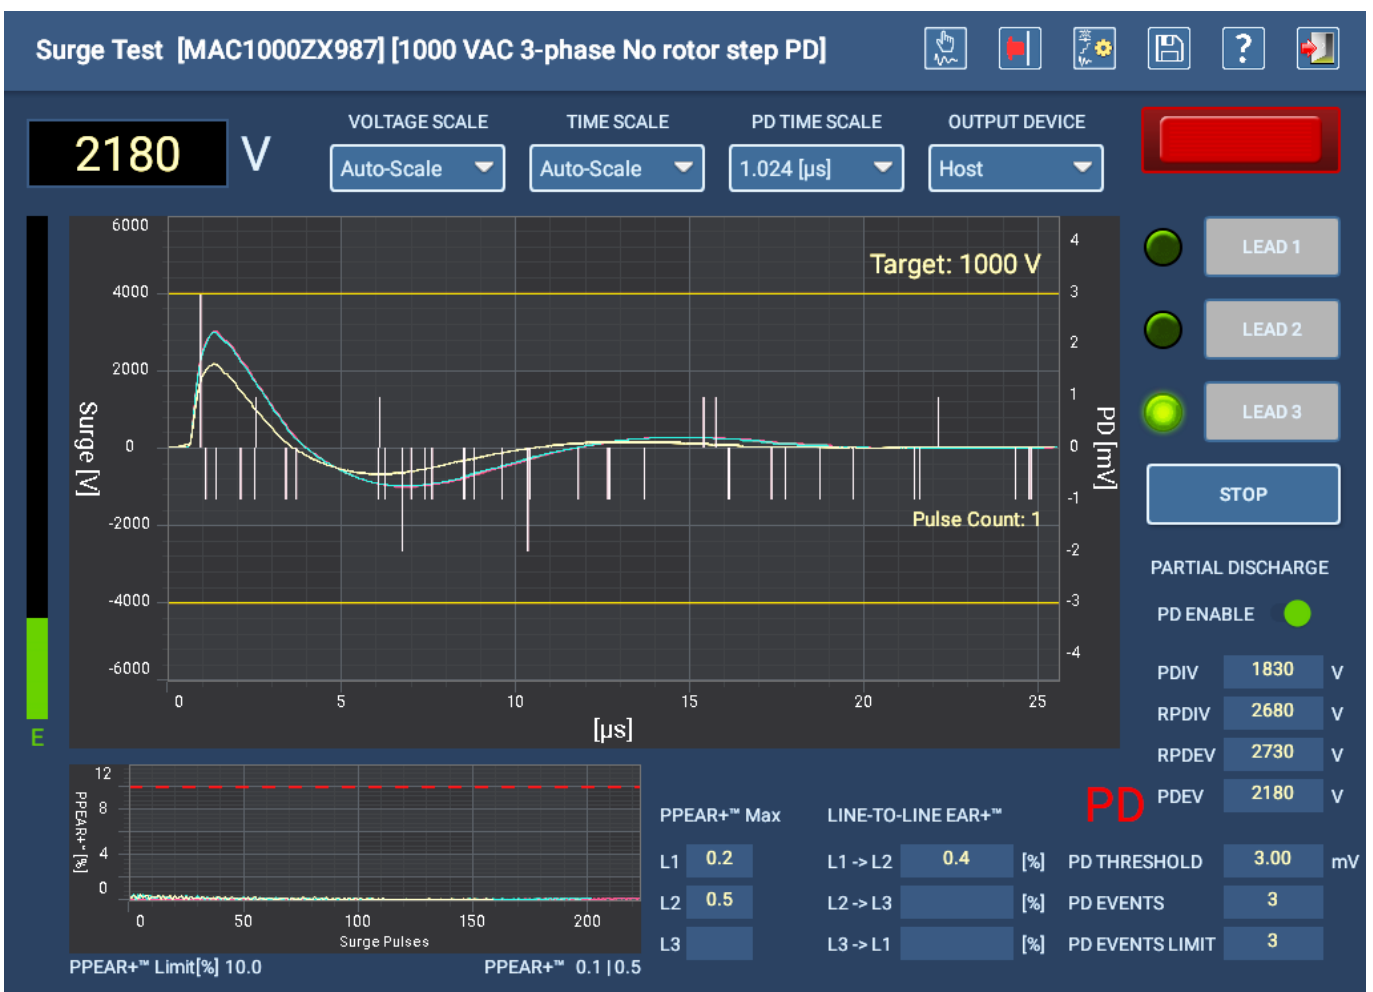 Surge Test [MAC1000ZX987] [1000 VAC 3-phase No rotor step PD]
?
2180 V
VOLTAGE SCALE
Auto-Scale
TIME SCALE
Auto-Scale
PD TIME SCALE
1.024 [µs]
OUTPUT DEVICE
Host
LEAD 1
LEAD 2
LEAD 3
STOP
Surge [V]
6000
4000
2000
0
-2000
-4000
-6000
Target: 1000 V
Pulse Count: 1
4
3
2
1
0
-1
-2
-3
-4
PD [mV]
0 5 10 15 20 25
[µs]
E
PARTIAL DISCHARGE
PD ENABLE
PDIV 1830 V
RPDIV 2680 V
RPDEV 2730 V
PDEV 2180 V
PD
PD THRESHOLD 3.00 mV
PD EVENTS 3
PD EVENTS LIMIT 3
PPEAR+™ [%]
12
8
4
0
0 50 100 150 200
Surge Pulses
PPEAR+™ Limit[%] 10.0
PPEAR+™ 0.1 | 0.5
PPEAR+™ Max
L1 0.2
L2 0.5
L3
LINE-TO-LINE EAR+™
L1 -> L2 0.4 [%]
L2 -> L3 [%]
L3 -> L1 [%]